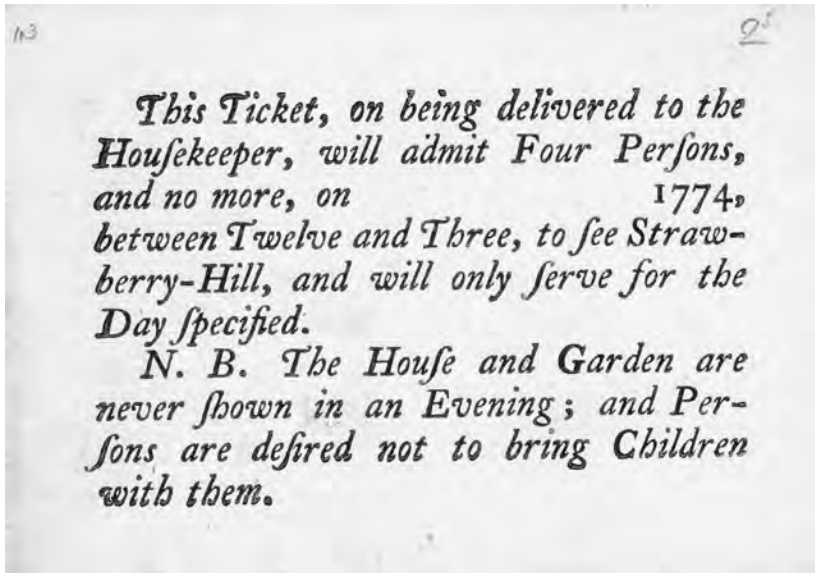 This Ticket, on being delivered to the
Houſekeeper, will admit Four Perſons,
and no more, on 1774,
between Twelve and Three, to ſee Straw-
berry-Hill, and will only ſerve for the
Day ſpecified.
N. B. The Houſe and Garden are
never ſhown in an Evening; and Per-
ſons are deſired not to bring Children
with them.